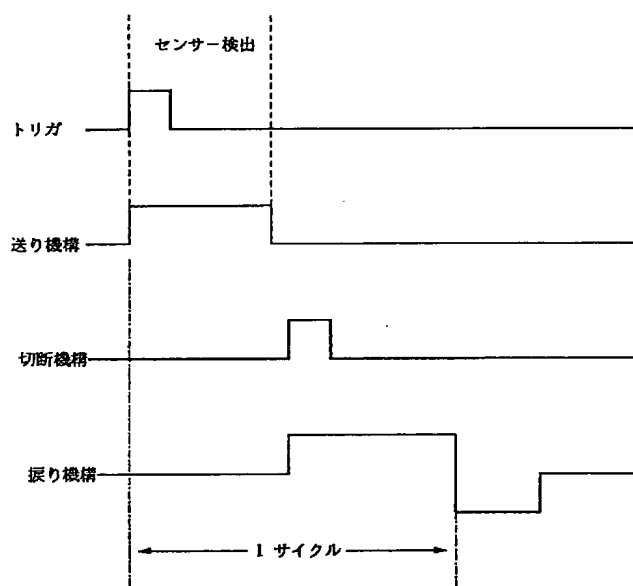 センサー検出
トリガ
送り機構
切断機構
捩り機構
1 サイクル